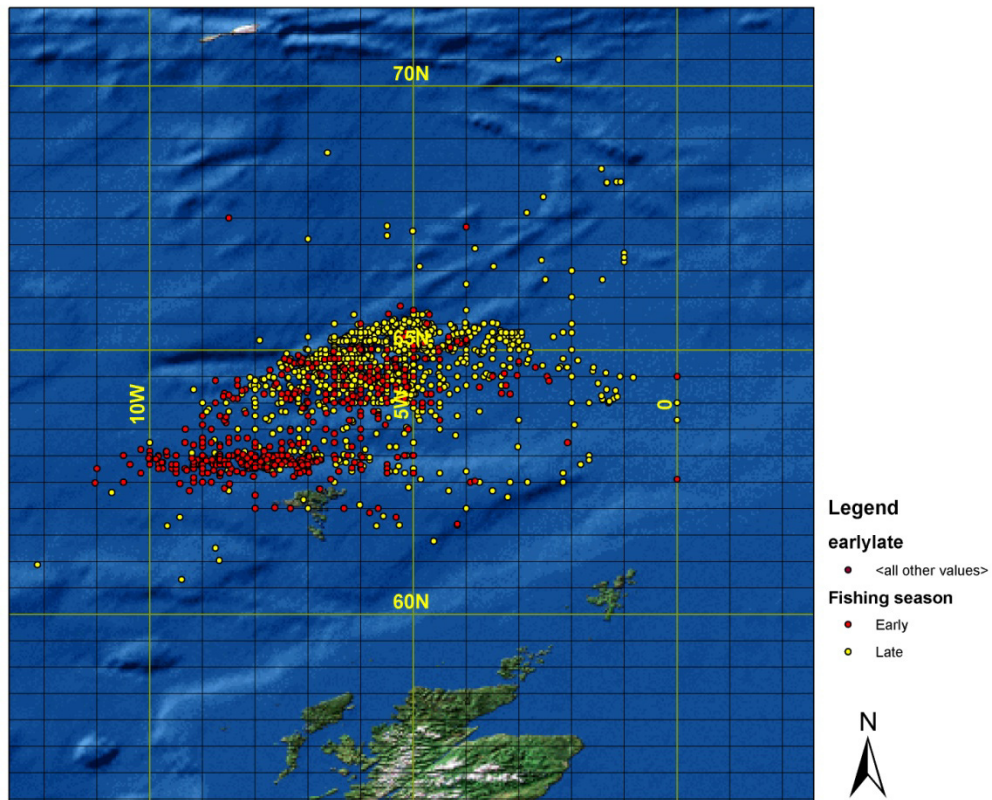 70N
65N
10W
5W
0
60N
Legend
earlylate
<all other values>
Fishing season
Early
Late
N